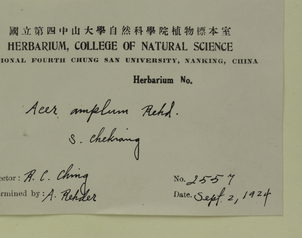 國立第四中山大學自然科學院植物標本室
HERBARIUM, COLLEGE OF NATURAL SCIENCE
IONAL FOURTH CHUNG SAN UNIVERSITY, NANKING, CHINA
Herbarium No.
Acer amplum Rehd.
S. Chekiang
ector: R. C. Ching No. 2557
ermined by: A. Rehder Date. Sept. 2, 1924